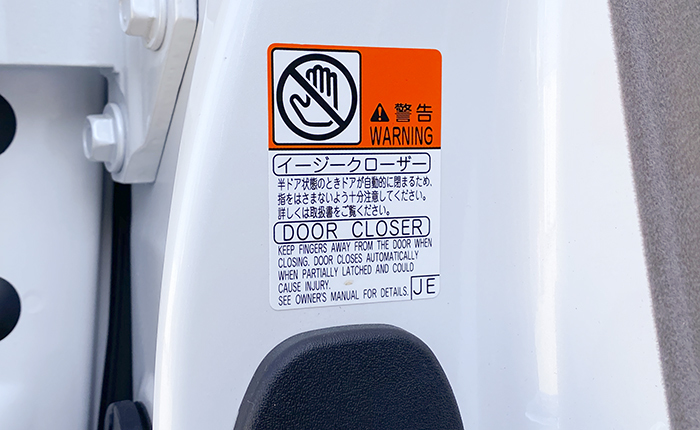 警告
WARNING
イージークローザー
半ドア状態のときドアが自動的に閉まるため、
指をはさまないよう十分注意してください。
詳しくは取扱書をご覧ください。
DOOR CLOSER
KEEP FINGERS AWAY FROM THE DOOR WHEN
CLOSING. DOOR CLOSES AUTOMATICALLY
WHEN PARTIALLY LATCHED AND COULD
CAUSE INJURY.
SEE OWNER'S MANUAL FOR DETAILS.
JE